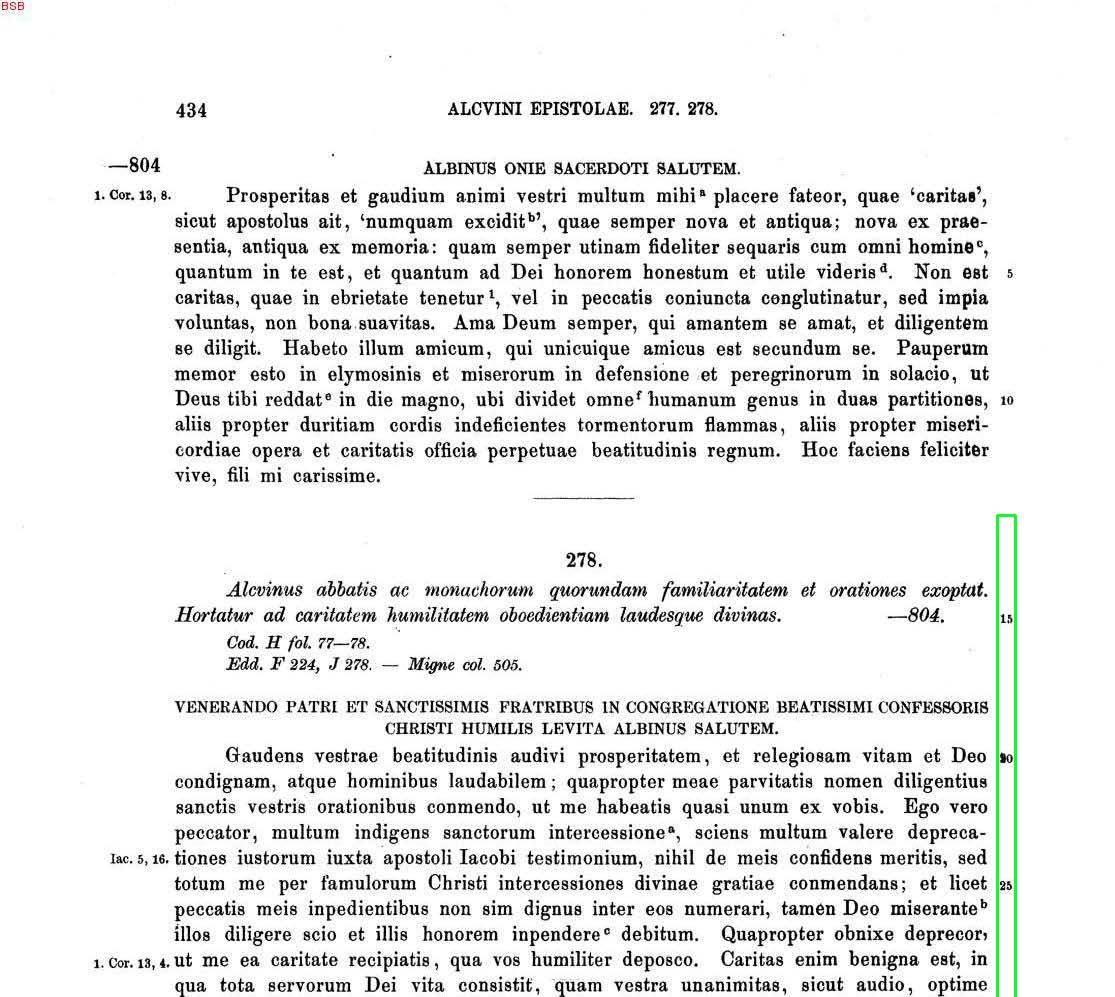 BSB
434 ALCVINI EPISTOLAE. 277. 278.
—804 ALBINUS ONIE SACERDOTI SALUTEM.
1. Cor. 13, 8. Prosperitas et gaudium animi vestri multum mihi a placere fateor, quae ‘caritas’,
sicut apostolus ait, ‘numquam excidit b’, quae semper nova et antiqua; nova ex prae-
sentia, antiqua ex memoria: quam semper utinam fideliter sequaris cum omni homine c,
quantum in te est, et quantum ad Dei honorem honestum et utile videris d. Non est 5
caritas, quae in ebrietate tenetur 1, vel in peccatis coniuncta conglutinatur, sed impia
voluntas, non bona suavitas. Ama Deum semper, qui amantem se amat, et diligentem
se diligit. Habeto illum amicum, qui unicuique amicus est secundum se. Pauperum
memor esto in elymosinis et miserorum in defensione et peregrinorum in solacio, ut
Deus tibi reddat e in die magno, ubi dividet omne f humanum genus in duas partitiones, 10
aliis propter duritiam cordis indeficientes tormentorum flammas, aliis propter miseri-
cordiae opera et caritatis officia perpetuae beatitudinis regnum. Hoc faciens feliciter
vive, fili mi carissime.
278.
Alcvinus abbatis ac monachorum quorundam familiaritatem et orationes exoptat.
Hortatur ad caritatem humilitatem oboedientiam laudesque divinas. —804. 15
Cod. H fol. 77—78.
Edd. F 224, J 278. — Migne col. 505.
VENERANDO PATRI ET SANCTISSIMIS FRATRIBUS IN CONGREGATIONE BEATISSIMI CONFESSORIS
CHRISTI HUMILIS LEVITA ALBINUS SALUTEM.
Gaudens vestrae beatitudinis audivi prosperitatem, et relegiosam vitam et Deo 20
condignam, atque hominibus laudabilem; quapropter meae parvitatis nomen diligentius
sanctis vestris orationibus conmendo, ut me habeatis quasi unum ex vobis. Ego vero
peccator, multum indigens sanctorum intercessione a, sciens multum valere depreca-
Iac. 5, 16. tiones iustorum iuxta apostoli Iacobi testimonium, nihil de meis confidens meritis, sed
totum me per famulorum Christi intercessiones divinae gratiae conmendans; et licet 25
peccatis meis inpedientibus non sim dignus inter eos numerari, tamen Deo miserante b
illos diligere scio et illis honorem inpendere c debitum. Quapropter obnixe deprecor,
1. Cor. 13, 4. ut me ea caritate recipiatis, qua vos humiliter deposco. Caritas enim benigna est, in
qua tota servorum Dei vita consistit, quam vestra unanimitas, sicut audio, optime